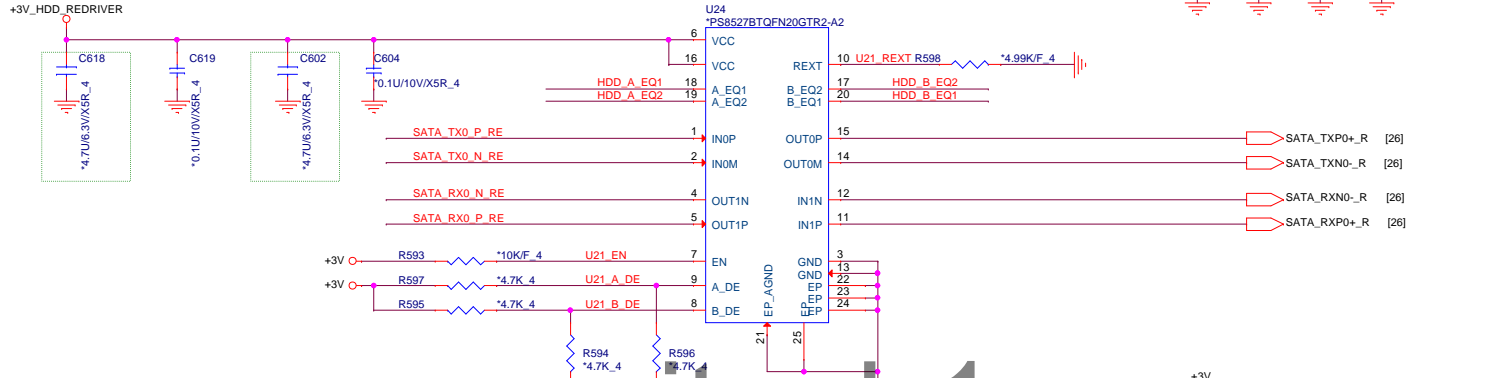 +3V_HDD_REDRIVER
U24
*PS8527BTQFN20GTR2-A2
C618
*4.7U/6.3V/X5R_4
C619
*0.1U/10V/X5R_4
C602
*4.7U/6.3V/X5R_4
C604
*0.1U/10V/X5R_4
6 VCC
16 VCC
REXT 10 U21_REXT R598 *4.99K/F_4
HDD_A_EQ1 18 A_EQ1
HDD_A_EQ2 19 A_EQ2
B_EQ2 17 HDD_B_EQ2
B_EQ1 20 HDD_B_EQ1
SATA_TX0_P_RE 1 IN0P
OUT0P 15 SATA_TXP0+_R [26]
SATA_TX0_N_RE 2 IN0M
OUT0M 14 SATA_TXN0-_R [26]
SATA_RX0_N_RE 4 OUT1N
IN1N 12 SATA_RXN0-_R [26]
SATA_RX0_P_RE 5 OUT1P
IN1P 11 SATA_RXP0+_R [26]
+3V R593 *10K/F_4 U21_EN 7 EN
GND 3
GND 13
+3V R597 *4.7K_4 U21_A_DE 9 A_DE
EP 22
EP 23
R595 *4.7K_4 U21_B_DE 8 B_DE
EP 24
EP_AGND
EP
21
25
R594
*4.7K_4
R596
*4.7K_4
+3V